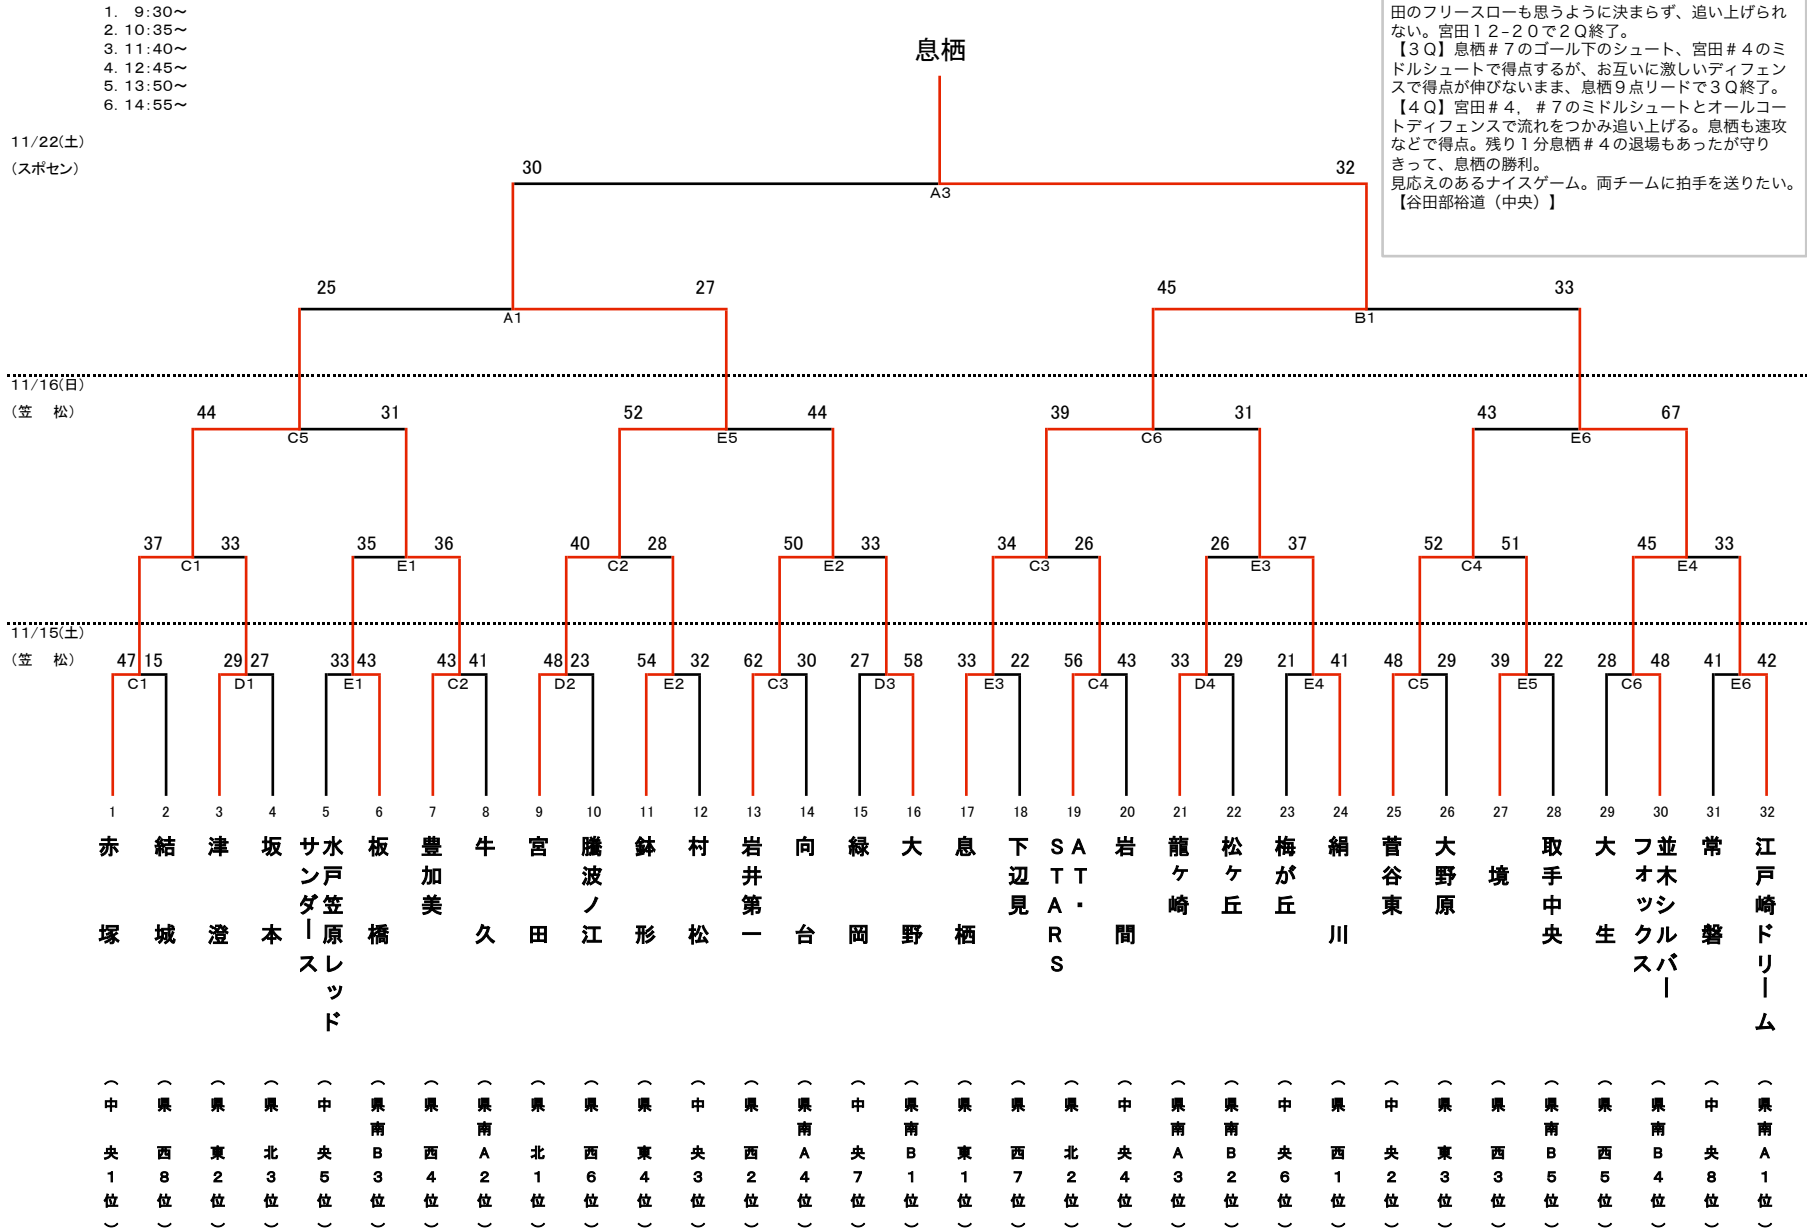 1. 9:30～
2. 10:35～
3. 11:40～
4. 12:45～
5. 13:50～
6. 14:55～
田のフリースローも思うように決まらず、追い上げられ
ない。宮田１２-２０で２Ｑ終了。
【３Ｑ】息栖＃７のゴール下のシュート、宮田＃４のミ
ドルシュートで得点するが、お互いに激しいディフェン
スで得点が伸びないまま、息栖９点リードで３Ｑ終了。
【４Ｑ】宮田＃４，＃７のミドルシュートとオールコー
トディフェンスで流れをつかみ追い上げる。息栖も速攻
などで得点。残り１分息栖＃４の退場もあったが守り
きって、息栖の勝利。
見応えのあるナイスゲーム。両チームに拍手を送りたい。
【谷田部裕道（中央）】
息栖
11/22(土)
(スポセン)
30 32
A3
25 27 45 33
A1 B1
11/16(日)
(笠　松)
44 31 52 44 39 31 43 67
C5 E5 C6 E6
37 33 35 36 40 28 50 33 34 26 26 37 52 51 45 33
C1 E1 C2 E2 C3 E3 C4 E4
11/15(土)
(笠　松)
47 15 29 27 33 43 43 41 48 23 54 32 62 30 27 58 33 22 56 43 33 29 21 41 48 29 39 22 28 48 41 42
C1 D1 E1 C2 D2 E2 C3 D3 E3 C4 D4 E4 C5 E5 C6 E6
1 2 3 4 5 6 7 8 9 10 11 12 13 14 15 16 17 18 19 20 21 22 23 24 25 26 27 28 29 30 31 32
赤塚
結城
津澄
坂本
水戸笠原レッド
サンダース
板橋
豊加美
牛久
宮田
騰波ノ江
鉢形
村松
岩井第一
向台
緑岡
大野
息栖
下辺見
ＡＴ・
ＳＴＡＲＳ
岩間
龍ケ崎
松ケ丘
梅が丘
絹川
菅谷東
大野原
境
取手中央
大生
並木シルバー
フォックス
常磐
江戸崎ドリーム
（中央1位）
（県西8位）
（県東2位）
（県北3位）
（中央5位）
（県南B3位）
（県西4位）
（県南A2位）
（県北1位）
（県西6位）
（県東4位）
（中央3位）
（県西2位）
（県南A4位）
（中央7位）
（県南B1位）
（県東1位）
（県西7位）
（県北2位）
（中央4位）
（県南A3位）
（県南B2位）
（中央6位）
（県西1位）
（中央2位）
（県東3位）
（県西3位）
（県南B5位）
（県西5位）
（県南B4位）
（中央8位）
（県南A1位）